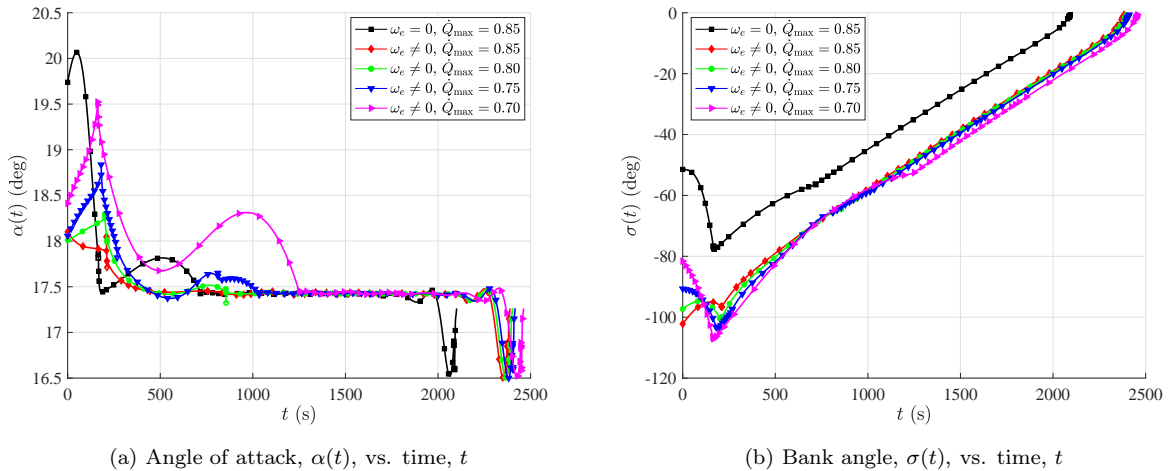 20.5
20
19.5
19
18.5
18
17.5
17
16.5
0 500 1000 1500 2000 2500
α(t) (deg)
t (s)
ωₑ = 0, Q̇max = 0.85
ωₑ ≠ 0, Q̇max = 0.85
ωₑ ≠ 0, Q̇max = 0.80
ωₑ ≠ 0, Q̇max = 0.75
ωₑ ≠ 0, Q̇max = 0.70
(a) Angle of attack, α(t), vs. time, t
0
-20
-40
-60
-80
-100
-120
0 500 1000 1500 2000 2500
σ(t) (deg)
t (s)
ωₑ = 0, Q̇max = 0.85
ωₑ ≠ 0, Q̇max = 0.85
ωₑ ≠ 0, Q̇max = 0.80
ωₑ ≠ 0, Q̇max = 0.75
ωₑ ≠ 0, Q̇max = 0.70
(b) Bank angle, σ(t), vs. time, t